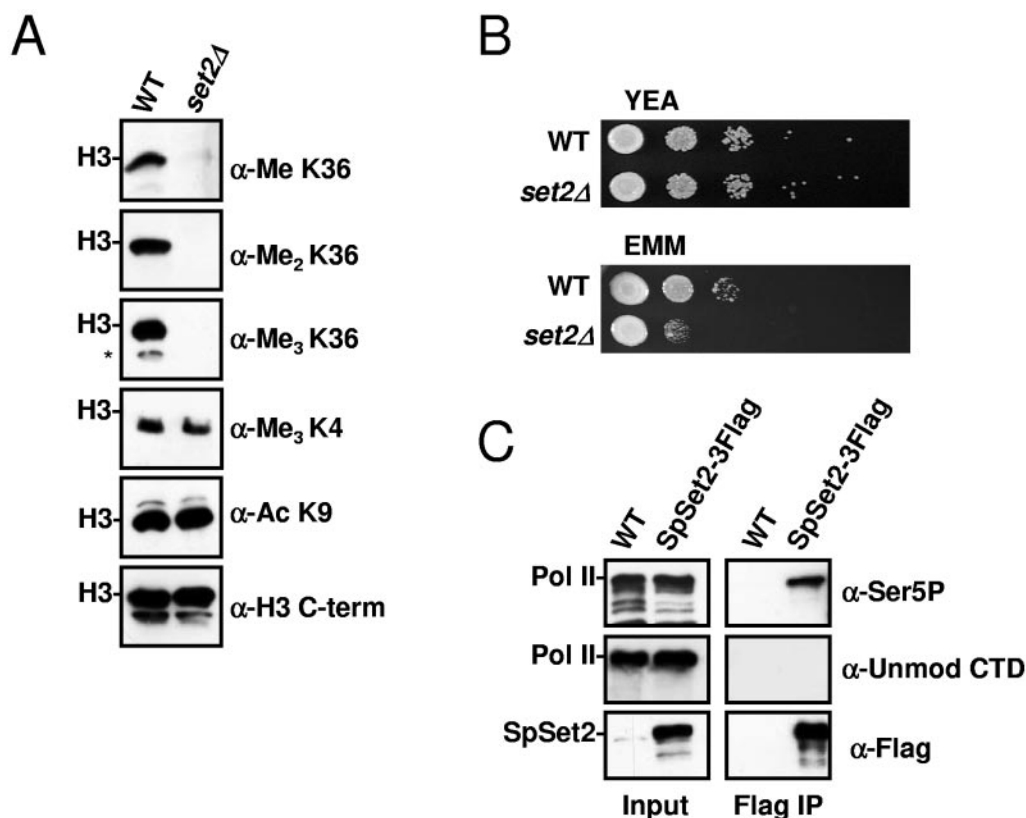 A
WT set2Δ
H3- α-Me K36
H3- α-Me₂ K36
H3- α-Me₃ K36
*
H3- α-Me₃ K4
H3- α-Ac K9
H3- α-H3 C-term
B
YEA
WT
set2Δ
EMM
WT
set2Δ
C
WT SpSet2-3Flag WT SpSet2-3Flag
Pol II- α-Ser5P
Pol II- α-Unmod CTD
SpSet2- α-Flag
Input Flag IP